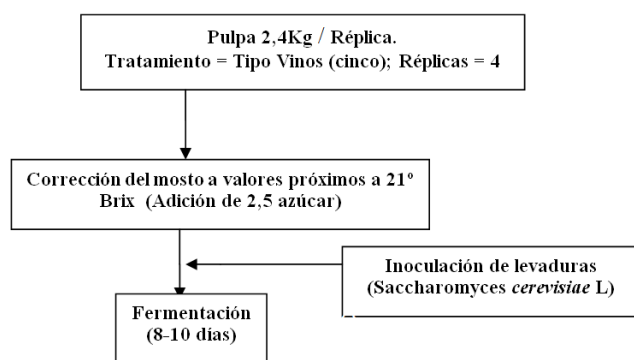 Pulpa 2,4Kg / Réplica.
Tratamiento = Tipo Vinos (cinco); Réplicas = 4
Corrección del mosto a valores próximos a 21º
Brix (Adición de 2,5 azúcar)
Inoculación de levaduras
(Saccharomyces cerevisiae L)
Fermentación
(8-10 días)